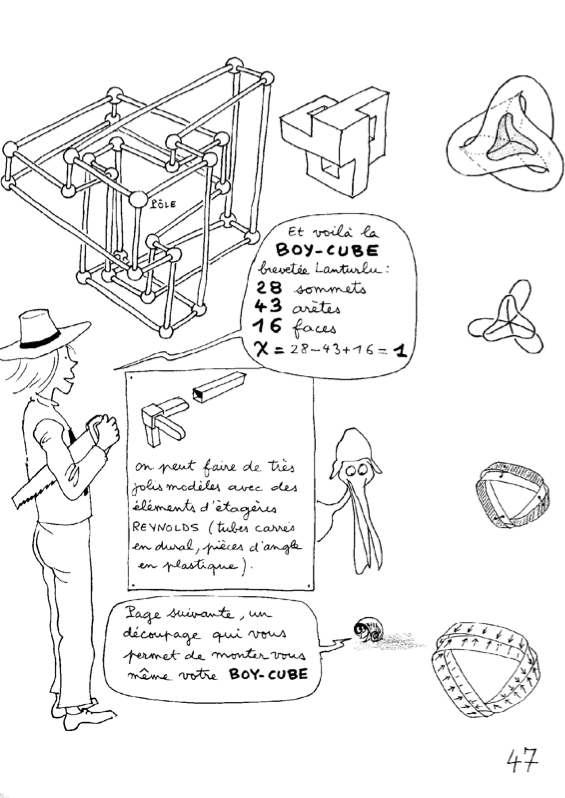 PÔLE
Et voilà la
BOY-CUBE
brevetée Lanturlu :
28 sommets
43 arètes
16 faces
χ = 28-43+16 = 1
on peut faire de très
jolis modèles avec des
éléments d'étagères
REYNOLDS (tubes carrés
en dural, pièces d'angle
en plastique).
Page suivante, un
découpage qui vous
permet de monter vous
même votre BOY-CUBE
47